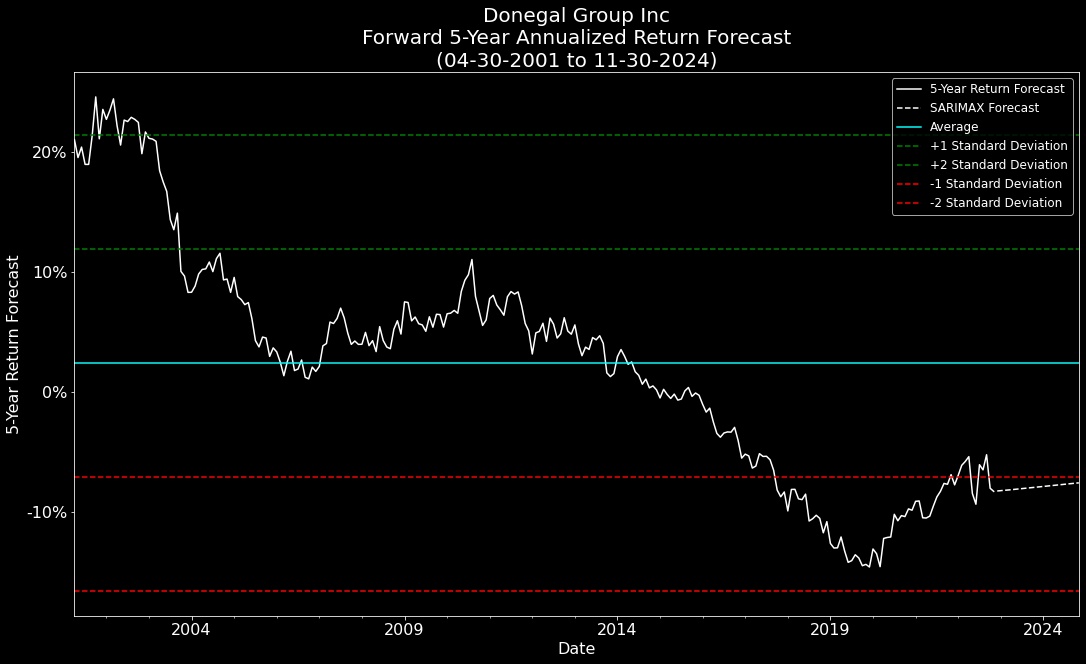 Donegal Group Inc
Forward 5-Year Annualized Return Forecast
(04-30-2001 to 11-30-2024)
5-Year Return Forecast
SARIMAX Forecast
Average
+1 Standard Deviation
+2 Standard Deviation
-1 Standard Deviation
-2 Standard Deviation
5-Year Return Forecast
20%
10%
0%
-10%
2004
2009
2014
2019
2024
Date